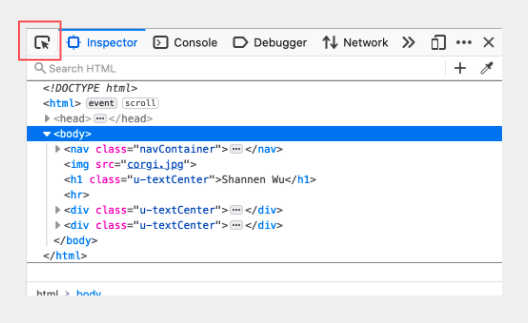 Inspector Console Debugger Network
Search HTML
<!DOCTYPE html>
<html> event scroll
<head> ⋯ </head>
<body>
<nav class="navContainer"> ⋯ </nav>
<img src="corgi.jpg">
<h1 class="u-textCenter">Shannen Wu</h1>
<hr>
<div class="u-textCenter"> ⋯ </div>
<div class="u-textCenter"> ⋯ </div>
</body>
</html>
html > body